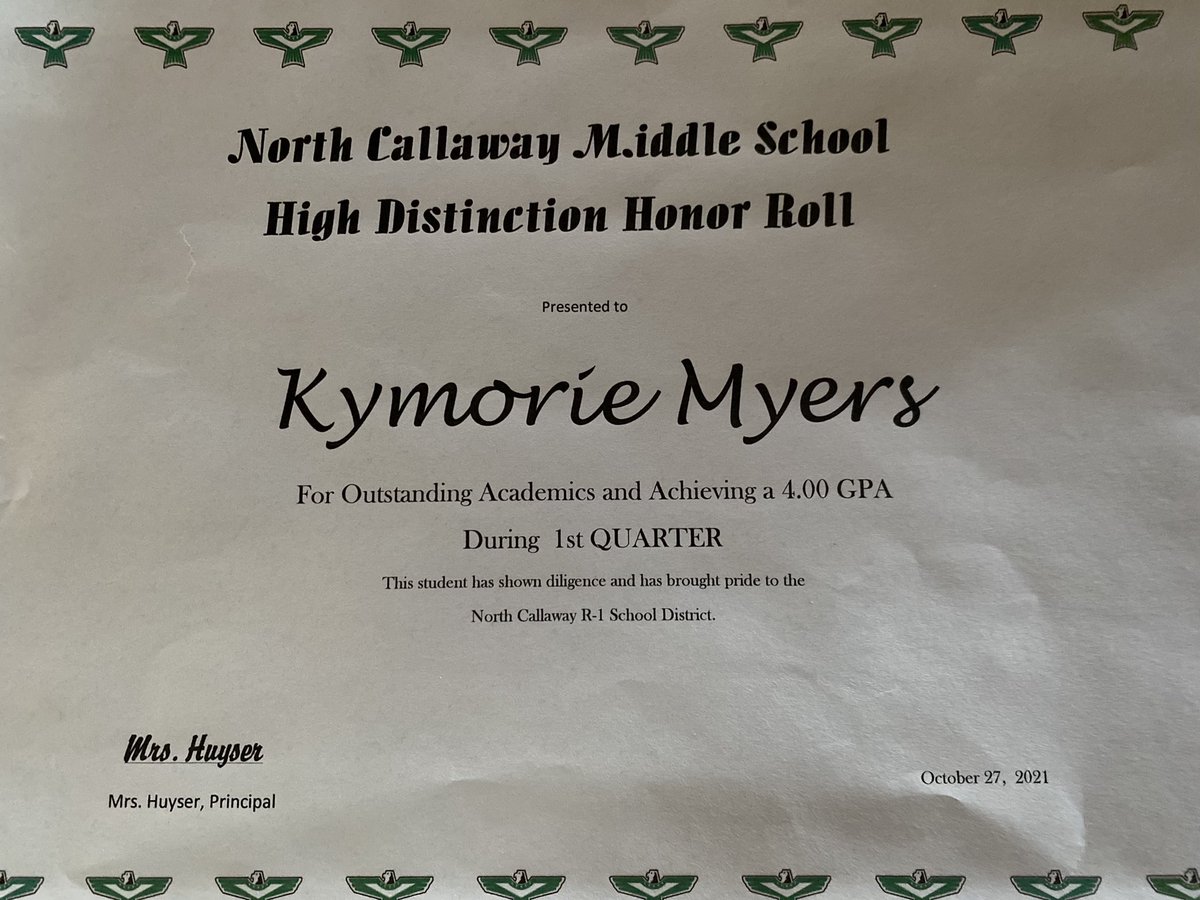 North Callaway Middle School
High Distinction Honor Roll
Presented to
Kymorie Myers
For Outstanding Academics and Achieving a 4.00 GPA
During 1st QUARTER
This student has shown diligence and has brought pride to the
North Callaway R-1 School District.
Mrs. Huyser
Mrs. Huyser, Principal
October 27, 2021